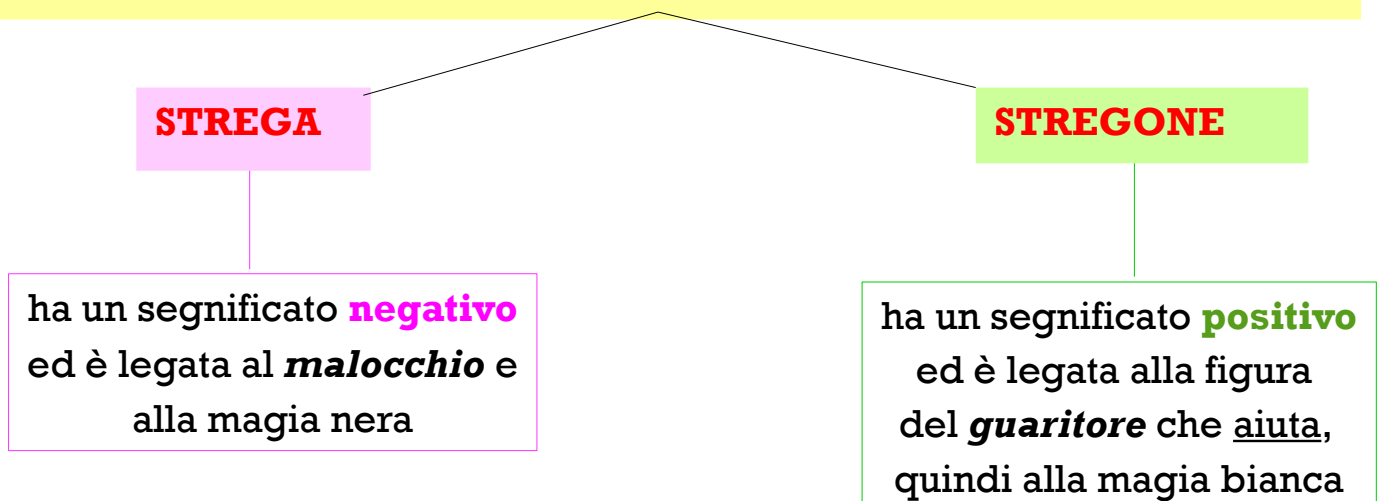 STREGA
STREGONE
ha un segnificato negativo
ed è legata al malocchio e
alla magia nera
ha un segnificato positivo
ed è legata alla figura
del guaritore che aiuta,
quindi alla magia bianca